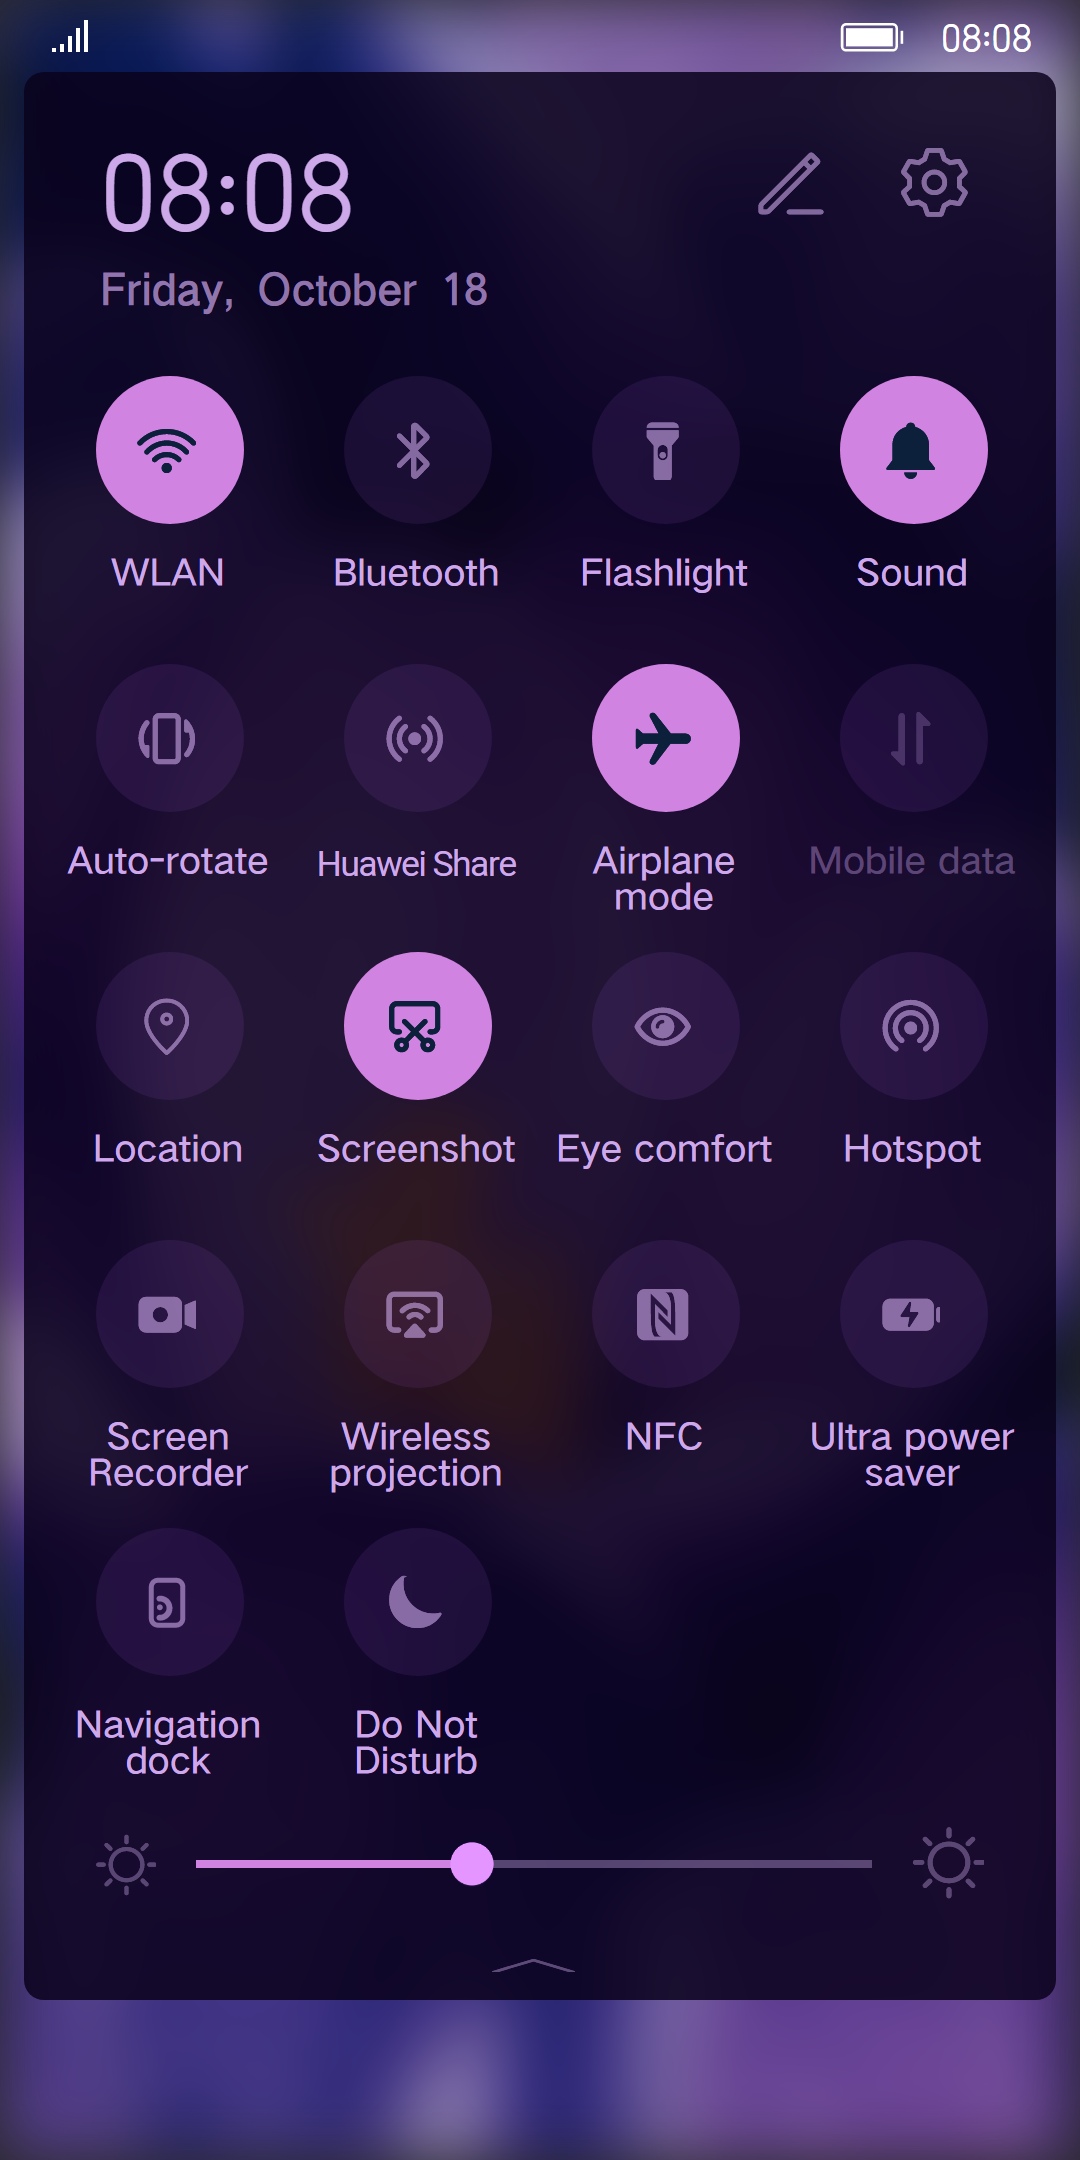 08:08
08:08
Friday, October 18
WLAN
Bluetooth
Flashlight
Sound
Auto-rotate
Huawei Share
Airplane
mode
Mobile data
Location
Screenshot
Eye comfort
Hotspot
Screen
Recorder
Wireless
projection
NFC
Ultra power
saver
Navigation
dock
Do Not
Disturb